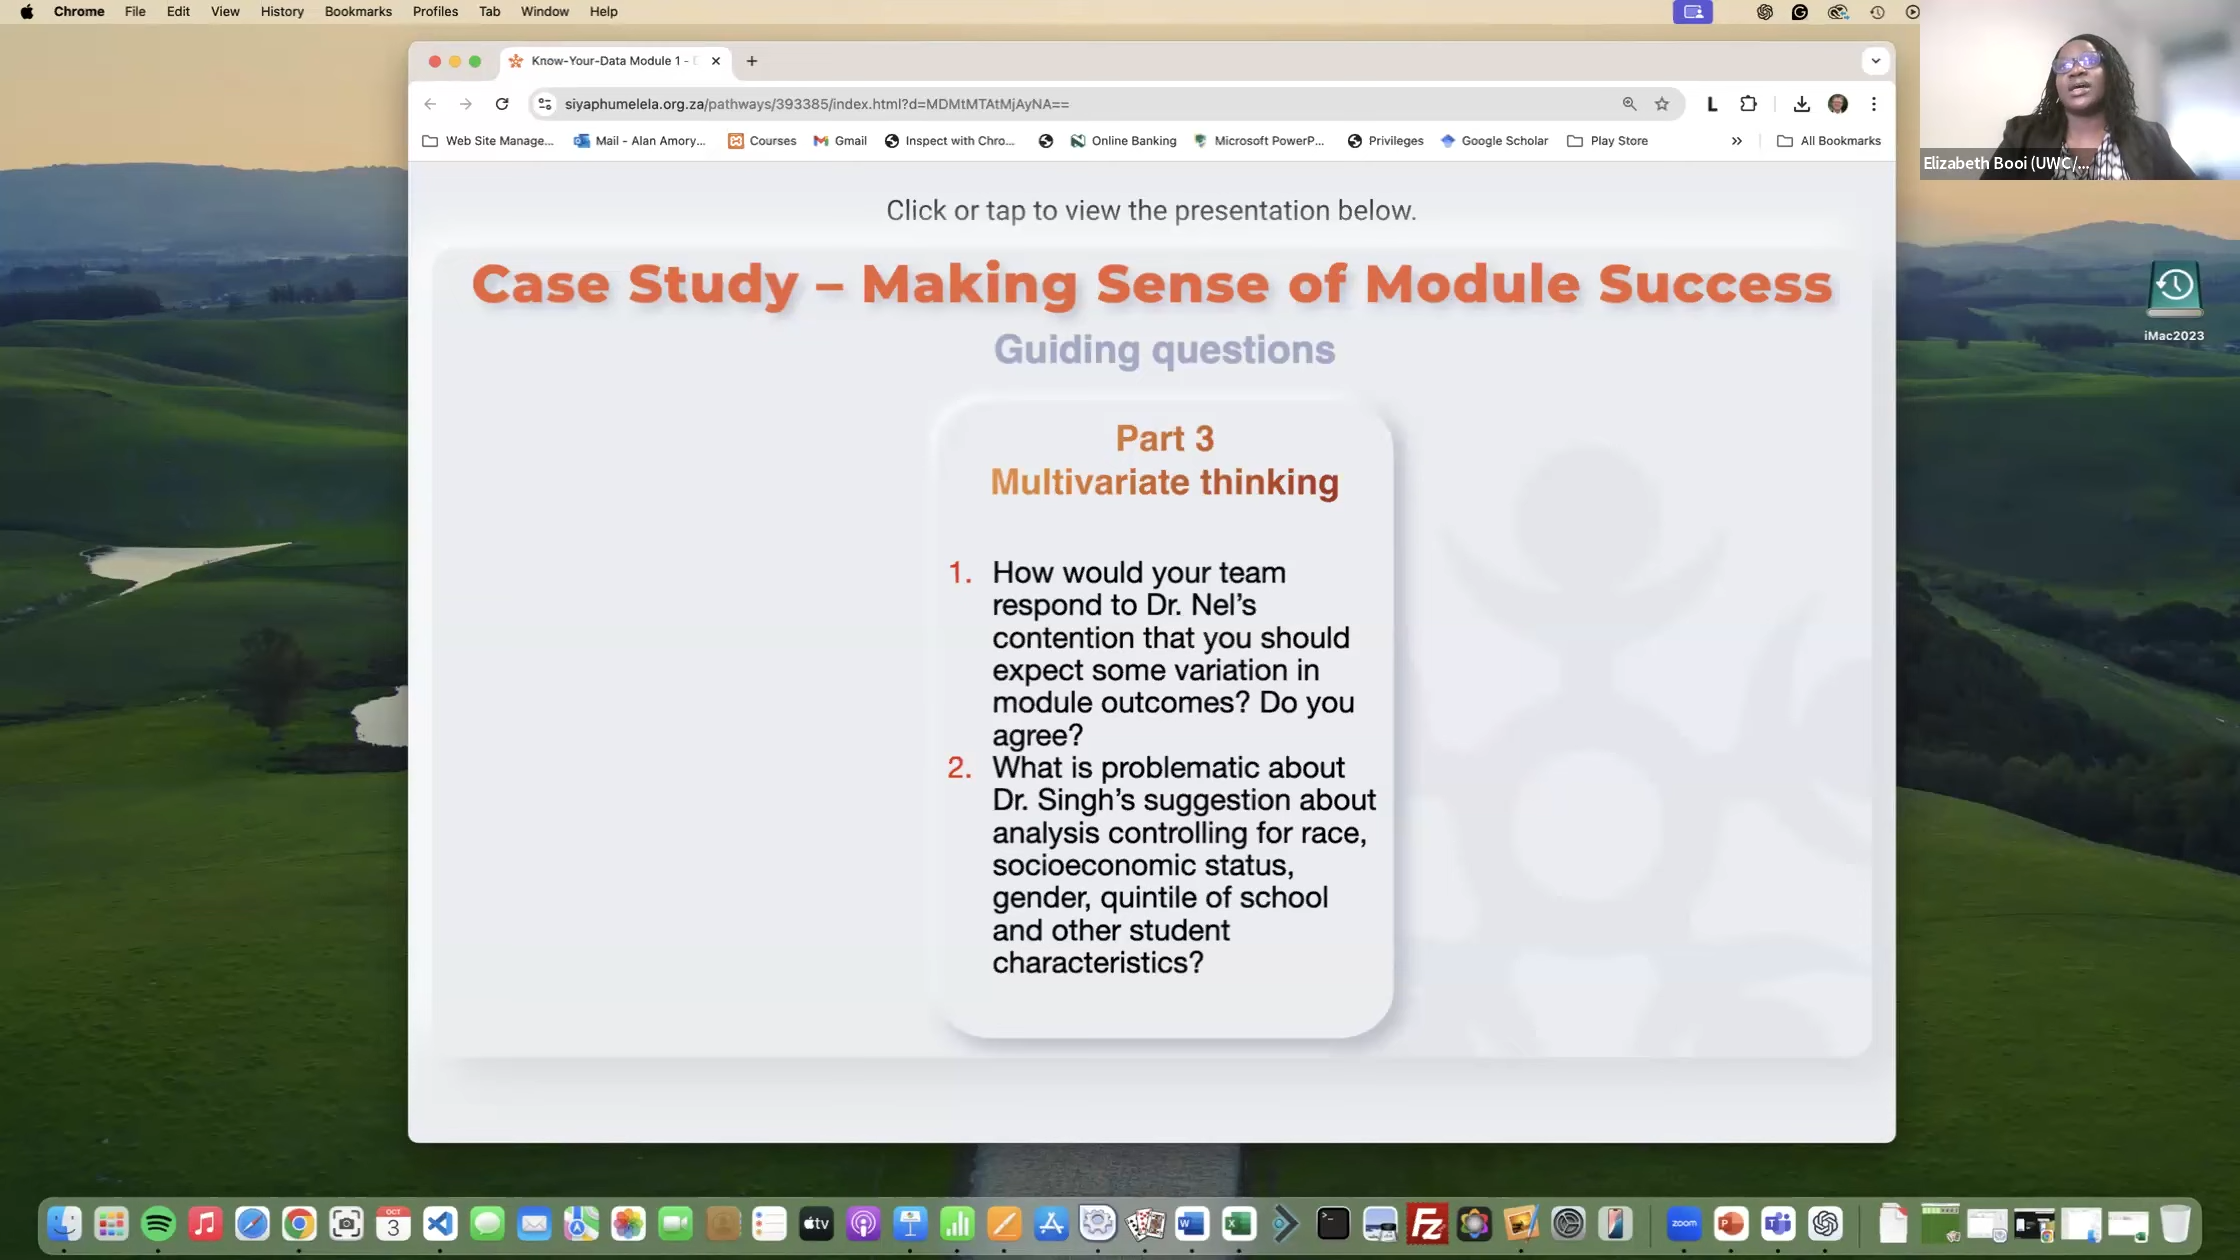 Chrome File Edit View History Bookmarks Profiles Tab Window Help
Know-Your-Data Module 1 -
siyaphumelela.org.za/pathways/393385/index.html?d=MDMtMTAtMjAyNA==
L
Web Site Manage... Mail - Alan Amory... Courses Gmail Inspect with Chro... Online Banking Microsoft PowerP... Privileges Google Scholar Play Store » All Bookmarks
Elizabeth Booi (UWC/...
Click or tap to view the presentation below.
Case Study – Making Sense of Module Success
Guiding questions
iMac2023
Part 3
Multivariate thinking
1. How would your team
respond to Dr. Nel's
contention that you should
expect some variation in
module outcomes? Do you
agree?
2. What is problematic about
Dr. Singh's suggestion about
analysis controlling for race,
socioeconomic status,
gender, quintile of school
and other student
characteristics?
OCT
3
tv
W
X
FZ
zoom
P
T